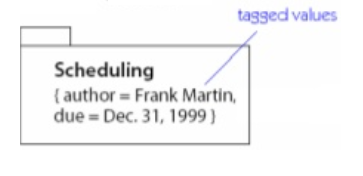 tagged values
Scheduling
{ author = Frank Martin,
due = Dec. 31, 1999 }